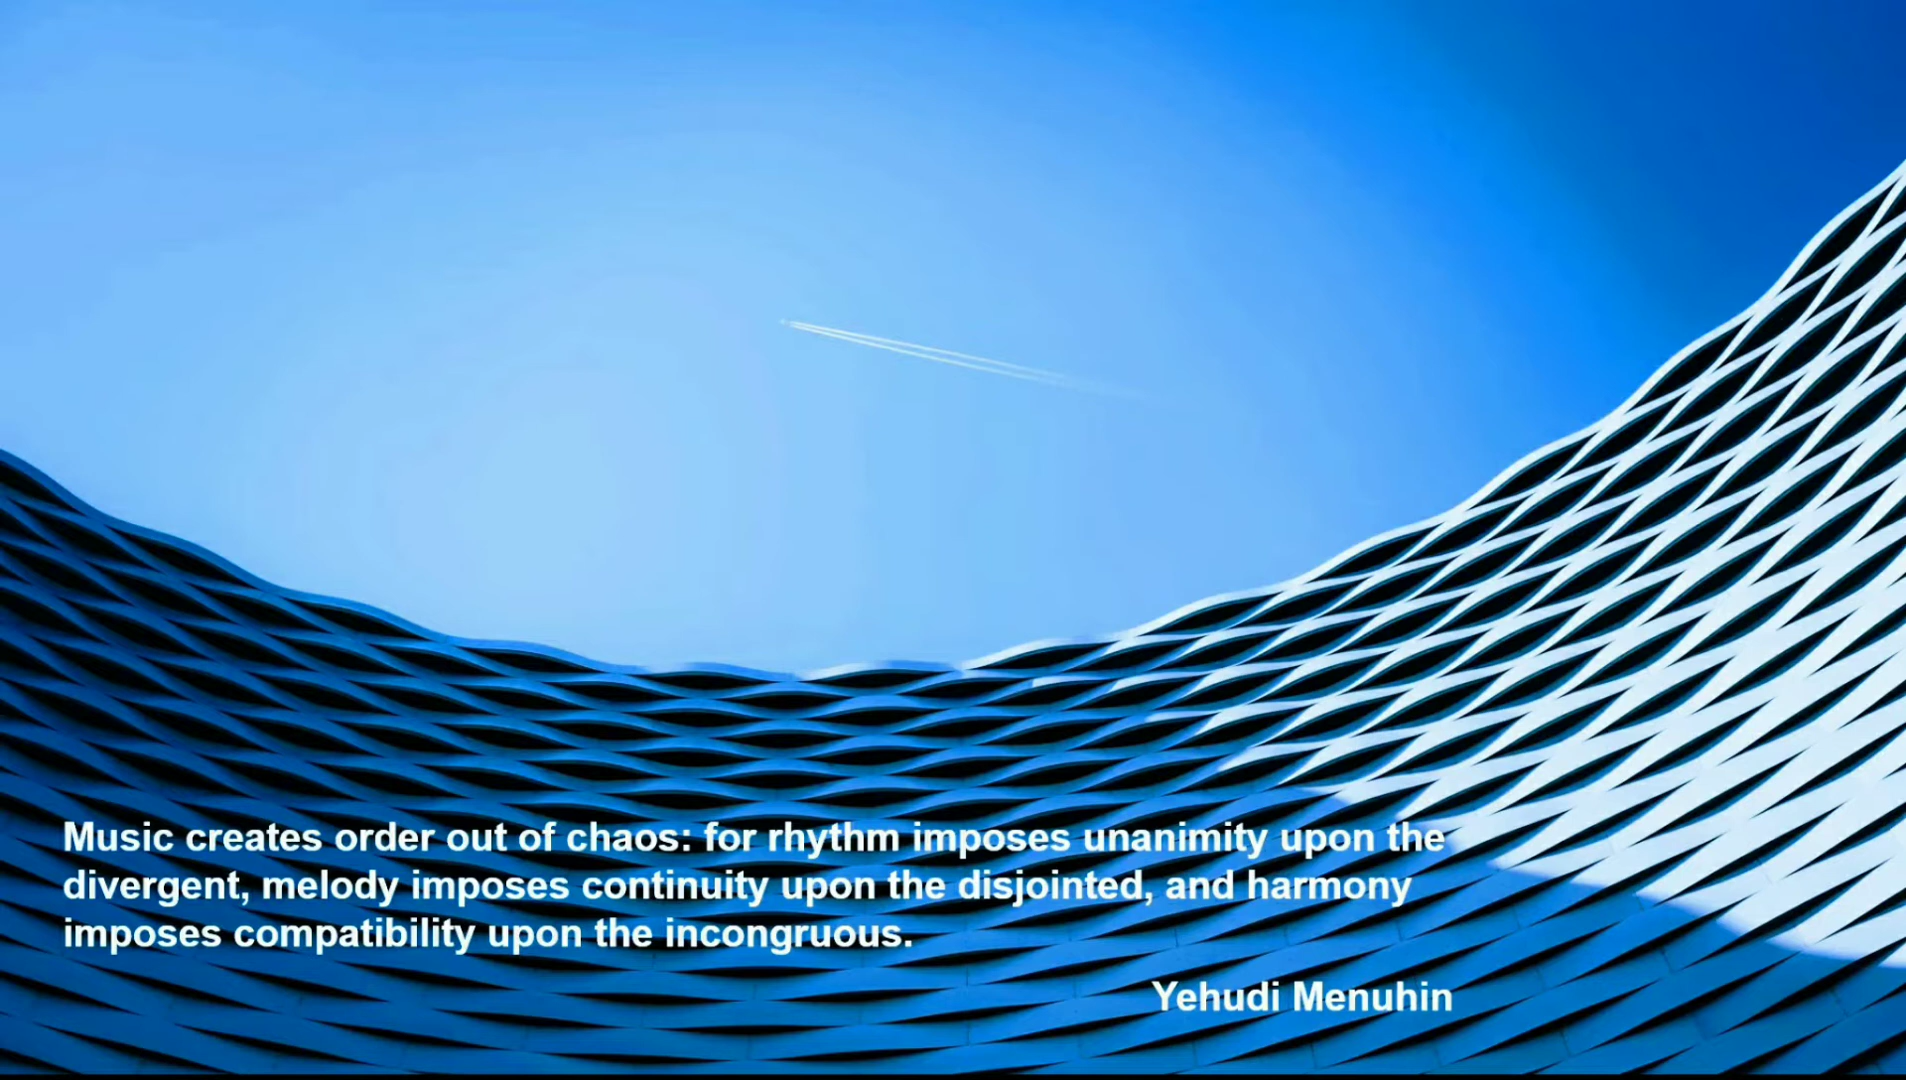 Music creates order out of chaos: for rhythm imposes unanimity upon the
divergent, melody imposes continuity upon the disjointed, and harmony
imposes compatibility upon the incongruous.
Yehudi Menuhin